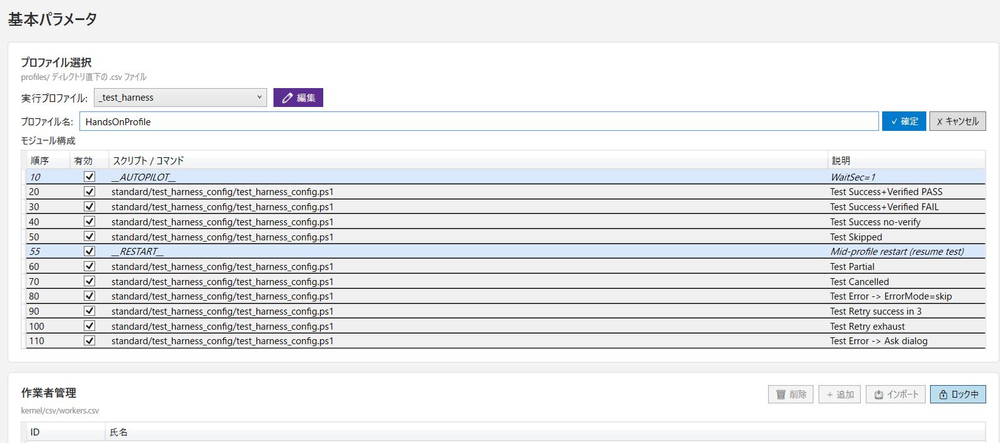 基本パラメータ
プロファイル選択
profiles/ ディレクトリ直下の .csv ファイル
実行プロファイル: _test_harness 編集
プロファイル名: HandsOnProfile ✓ 確定 ✗ キャンセル
モジュール構成
順序 有効 スクリプト / コマンド 説明
10 __AUTOPILOT__ WaitSec=1
20 standard/test_harness_config/test_harness_config.ps1 Test Success+Verified PASS
30 standard/test_harness_config/test_harness_config.ps1 Test Success+Verified FAIL
40 standard/test_harness_config/test_harness_config.ps1 Test Success no-verify
50 standard/test_harness_config/test_harness_config.ps1 Test Skipped
55 __RESTART__ Mid-profile restart (resume test)
60 standard/test_harness_config/test_harness_config.ps1 Test Partial
70 standard/test_harness_config/test_harness_config.ps1 Test Cancelled
80 standard/test_harness_config/test_harness_config.ps1 Test Error -> ErrorMode=skip
90 standard/test_harness_config/test_harness_config.ps1 Test Retry success in 3
100 standard/test_harness_config/test_harness_config.ps1 Test Retry exhaust
110 standard/test_harness_config/test_harness_config.ps1 Test Error -> Ask dialog
作業者管理 削除 + 追加 インポート ロック中
kernel/csv/workers.csv
ID 氏名